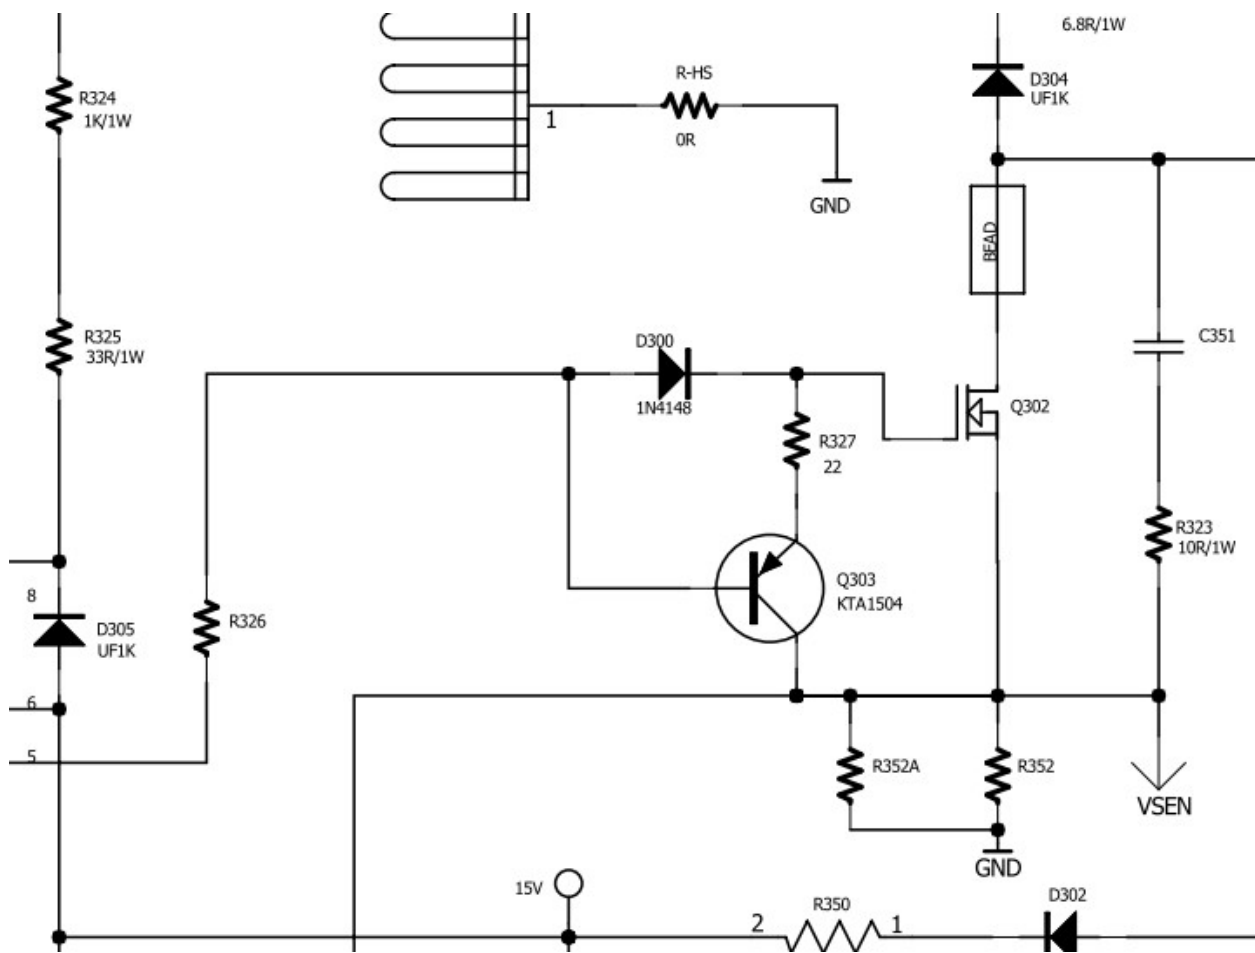 6.8R/1W
R-HS
D304
UF1K
R324
1K/1W
1
0R
GND
BEAD
R325
33R/1W
D300
C351
1N4148
Q302
R327
22
R323
10R/1W
Q303
KTA1504
8
D305
UF1K
R326
6
5
R352A
R352
VSEN
GND
15V
R350
D302
2
1